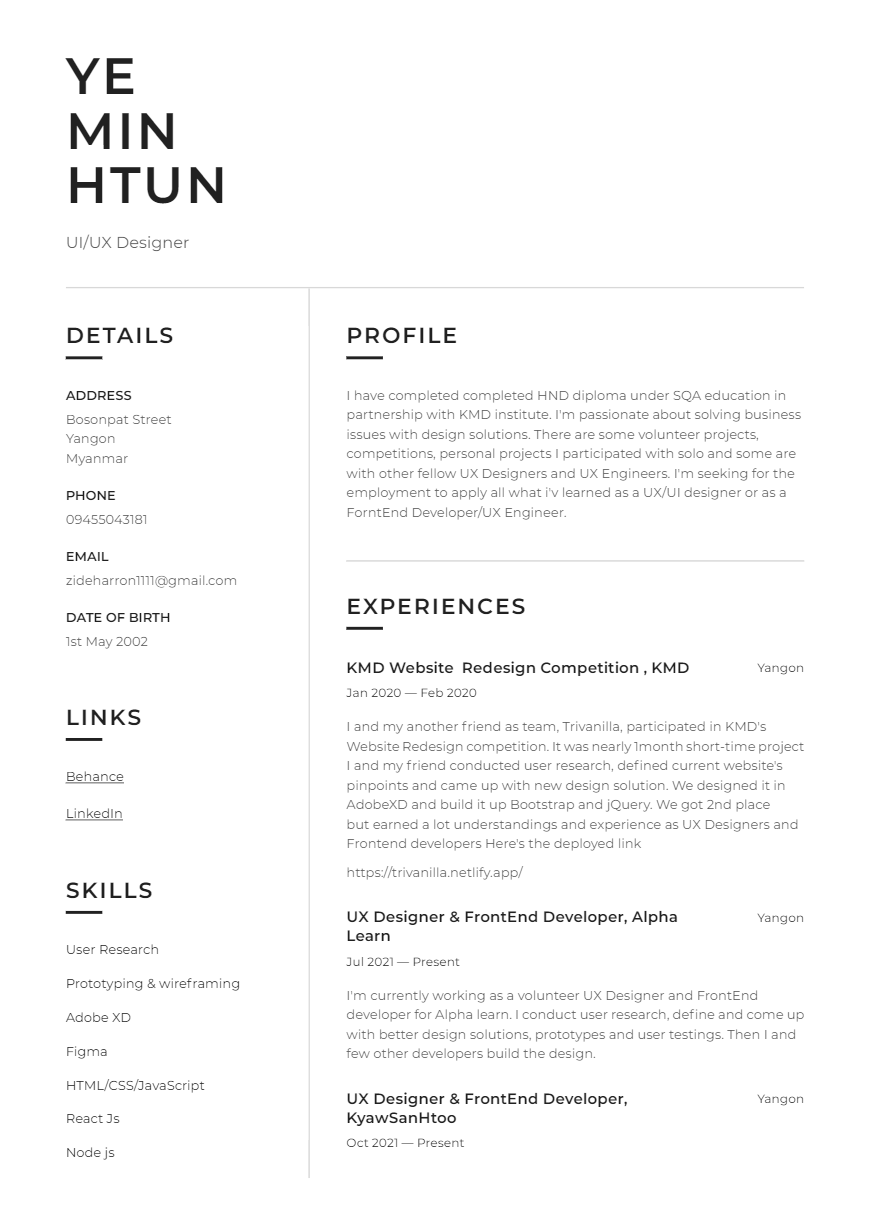 YE
MIN
HTUN
UI/UX Designer
DETAILS
ADDRESS
Bosonpat Street
Yangon
Myanmar
PHONE
09455043181
EMAIL
zideharron1111@gmail.com
DATE OF BIRTH
1st May 2002
LINKS
Behance
LinkedIn
SKILLS
User Research
Prototyping & wireframing
Adobe XD
Figma
HTML/CSS/JavaScript
React Js
Node js
PROFILE
I have completed completed HND diploma under SQA education in
partnership with KMD institute. I'm passionate about solving business
issues with design solutions. There are some volunteer projects,
competitions, personal projects I participated with solo and some are
with other fellow UX Designers and UX Engineers. I'm seeking for the
employment to apply all what i'v learned as a UX/UI designer or as a
ForntEnd Developer/UX Engineer.
EXPERIENCES
KMD Website  Redesign Competition , KMD
Yangon
Jan 2020 — Feb 2020
I and my another friend as team, Trivanilla, participated in KMD's
Website Redesign competition. It was nearly 1month short-time project
I and my friend conducted user research, defined current website's
pinpoints and came up with new design solution. We designed it in
AdobeXD and build it up Bootstrap and jQuery. We got 2nd place
but earned a lot understandings and experience as UX Designers and
Frontend developers Here's the deployed link
https://trivanilla.netlify.app/
UX Designer & FrontEnd Developer, Alpha
Learn
Yangon
Jul 2021 — Present
I'm currently working as a volunteer UX Designer and FrontEnd
developer for Alpha learn. I conduct user research, define and come up
with better design solutions, prototypes and user testings. Then I and
few other developers build the design.
UX Designer & FrontEnd Developer,
KyawSanHtoo
Yangon
Oct 2021 — Present